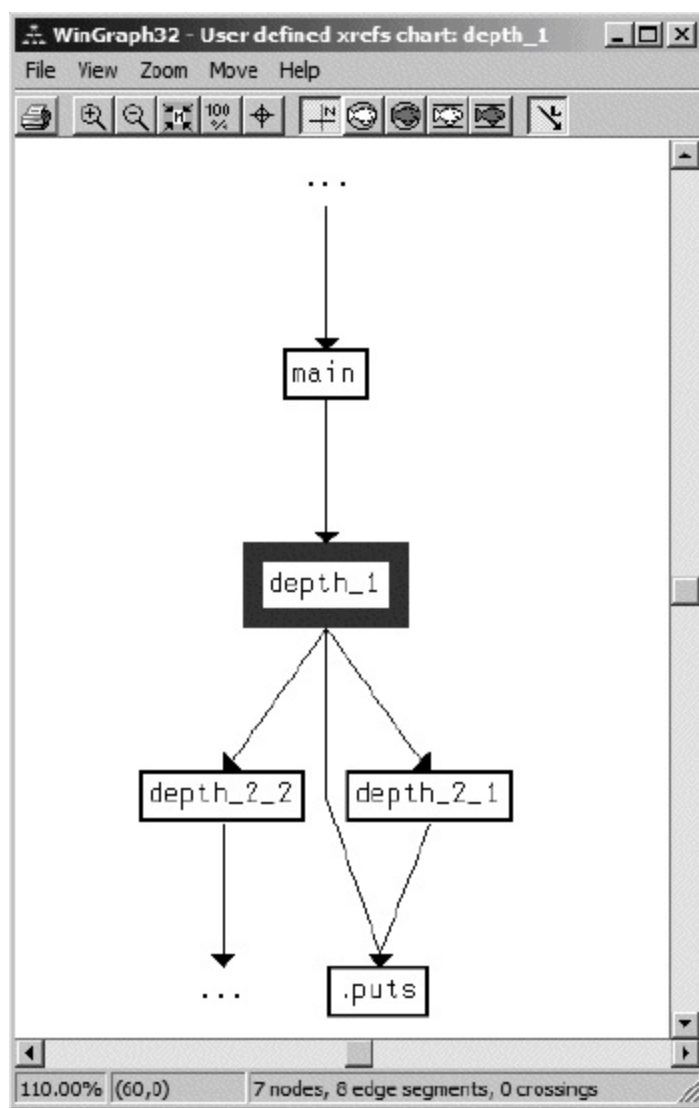 WinGraph32 - User defined xrefs chart: depth_1
File View Zoom Move Help
100 %
N
...
main
depth_1
depth_2_2 depth_2_1
... .puts
110.00% (60,0) 7 nodes, 8 edge segments, 0 crossings